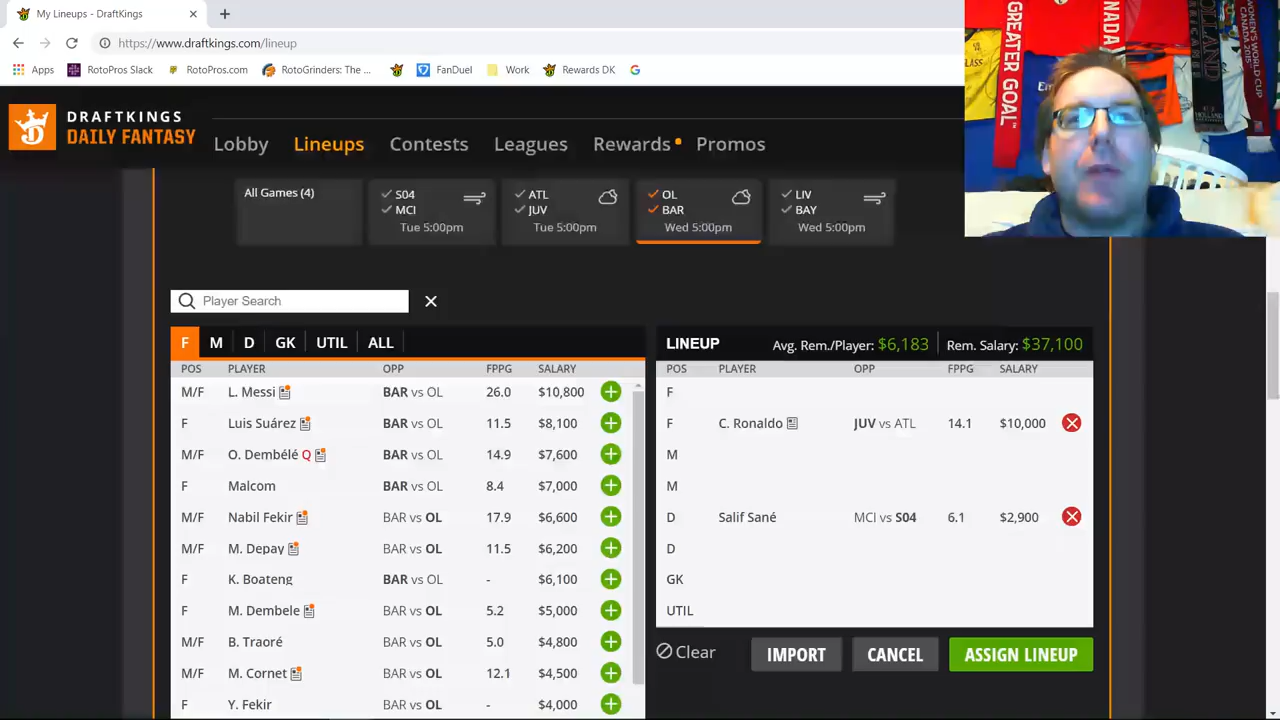 My Lineups - DraftKings
https://www.draftkings.com/lineup
Apps RotoPros Slack RotoPros.com RotoGrinders: The ... FanDuel Work Rewards DK
DRAFTKINGS
DAILY FANTASY
Lobby Lineups Contests Leagues Rewards Promos
All Games (4)
S04
MCI
Tue 5:00pm
ATL
JUV
Tue 5:00pm
OL
BAR
Wed 5:00pm
LIV
BAY
Wed 5:00pm
Player Search
F M D GK UTIL ALL
POS PLAYER OPP FPPG SALARY
M/F L. Messi BAR vs OL 26.0 $10,800
F Luis Suárez BAR vs OL 11.5 $8,100
M/F O. Dembélé Q BAR vs OL 14.9 $7,600
F Malcom BAR vs OL 8.4 $7,000
M/F Nabil Fekir BAR vs OL 17.9 $6,600
M/F M. Depay BAR vs OL 11.5 $6,200
F K. Boateng BAR vs OL - $6,100
F M. Dembele BAR vs OL 5.2 $5,000
M/F B. Traoré BAR vs OL 5.0 $4,800
M/F M. Cornet BAR vs OL 12.1 $4,500
F Y. Fekir BAR vs OL - $4,000
LINEUP Avg. Rem./Player: $6,183 Rem. Salary: $37,100
POS PLAYER OPP FPPG SALARY
F
F C. Ronaldo JUV vs ATL 14.1 $10,000
M
M
D Salif Sané MCI vs S04 6.1 $2,900
D
GK
UTIL
Clear IMPORT CANCEL ASSIGN LINEUP
GREATER GOAL™
NADA
HOLLAND
WOMEN'S WORLD CUP
CANADA 2015